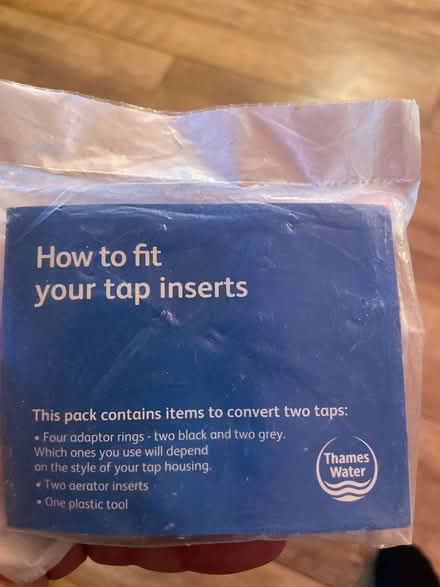 How to fit
your tap inserts
This pack contains items to convert two taps:
• Four adaptor rings - two black and two grey.
Which ones you use will depend
on the style of your tap housing.
• Two aerator inserts
• One plastic tool
Thames
Water